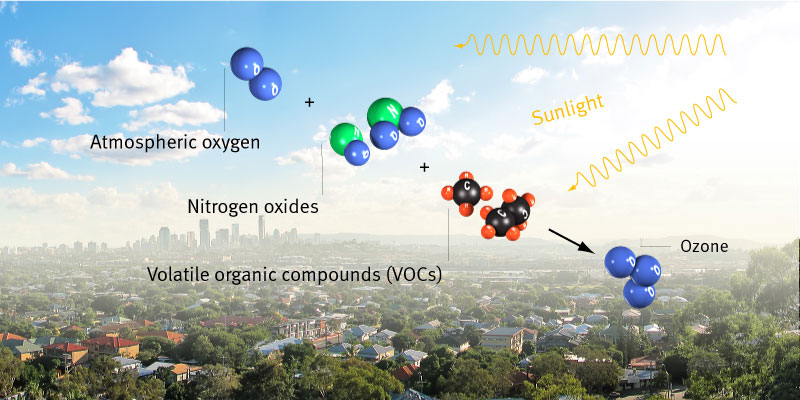 Atmospheric oxygen
+
Nitrogen oxides
+
Sunlight
Volatile organic compounds (VOCs)
Ozone
N
C
C
H